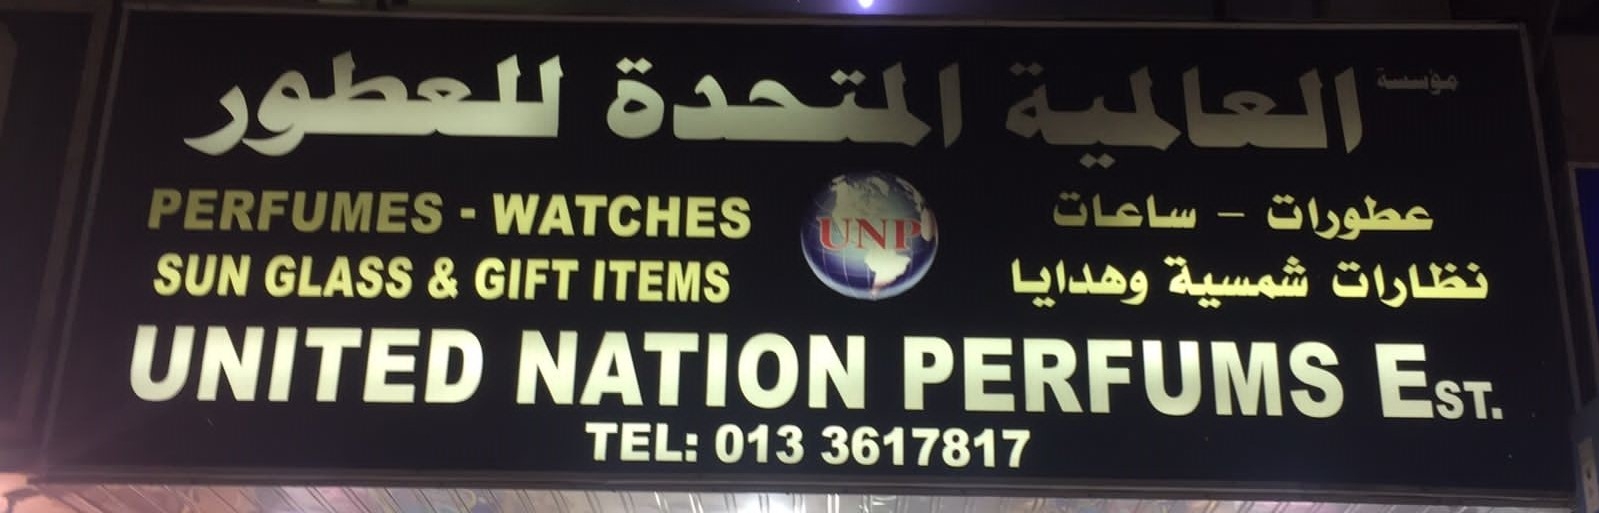 مؤسسة العالمية المتحدة للعطور
PERFUMES - WATCHES
SUN GLASS & GIFT ITEMS
UNP
عطورات - ساعات
نظارات شمسية وهدايا
UNITED NATION PERFUMS EST.
TEL: 013 3617817